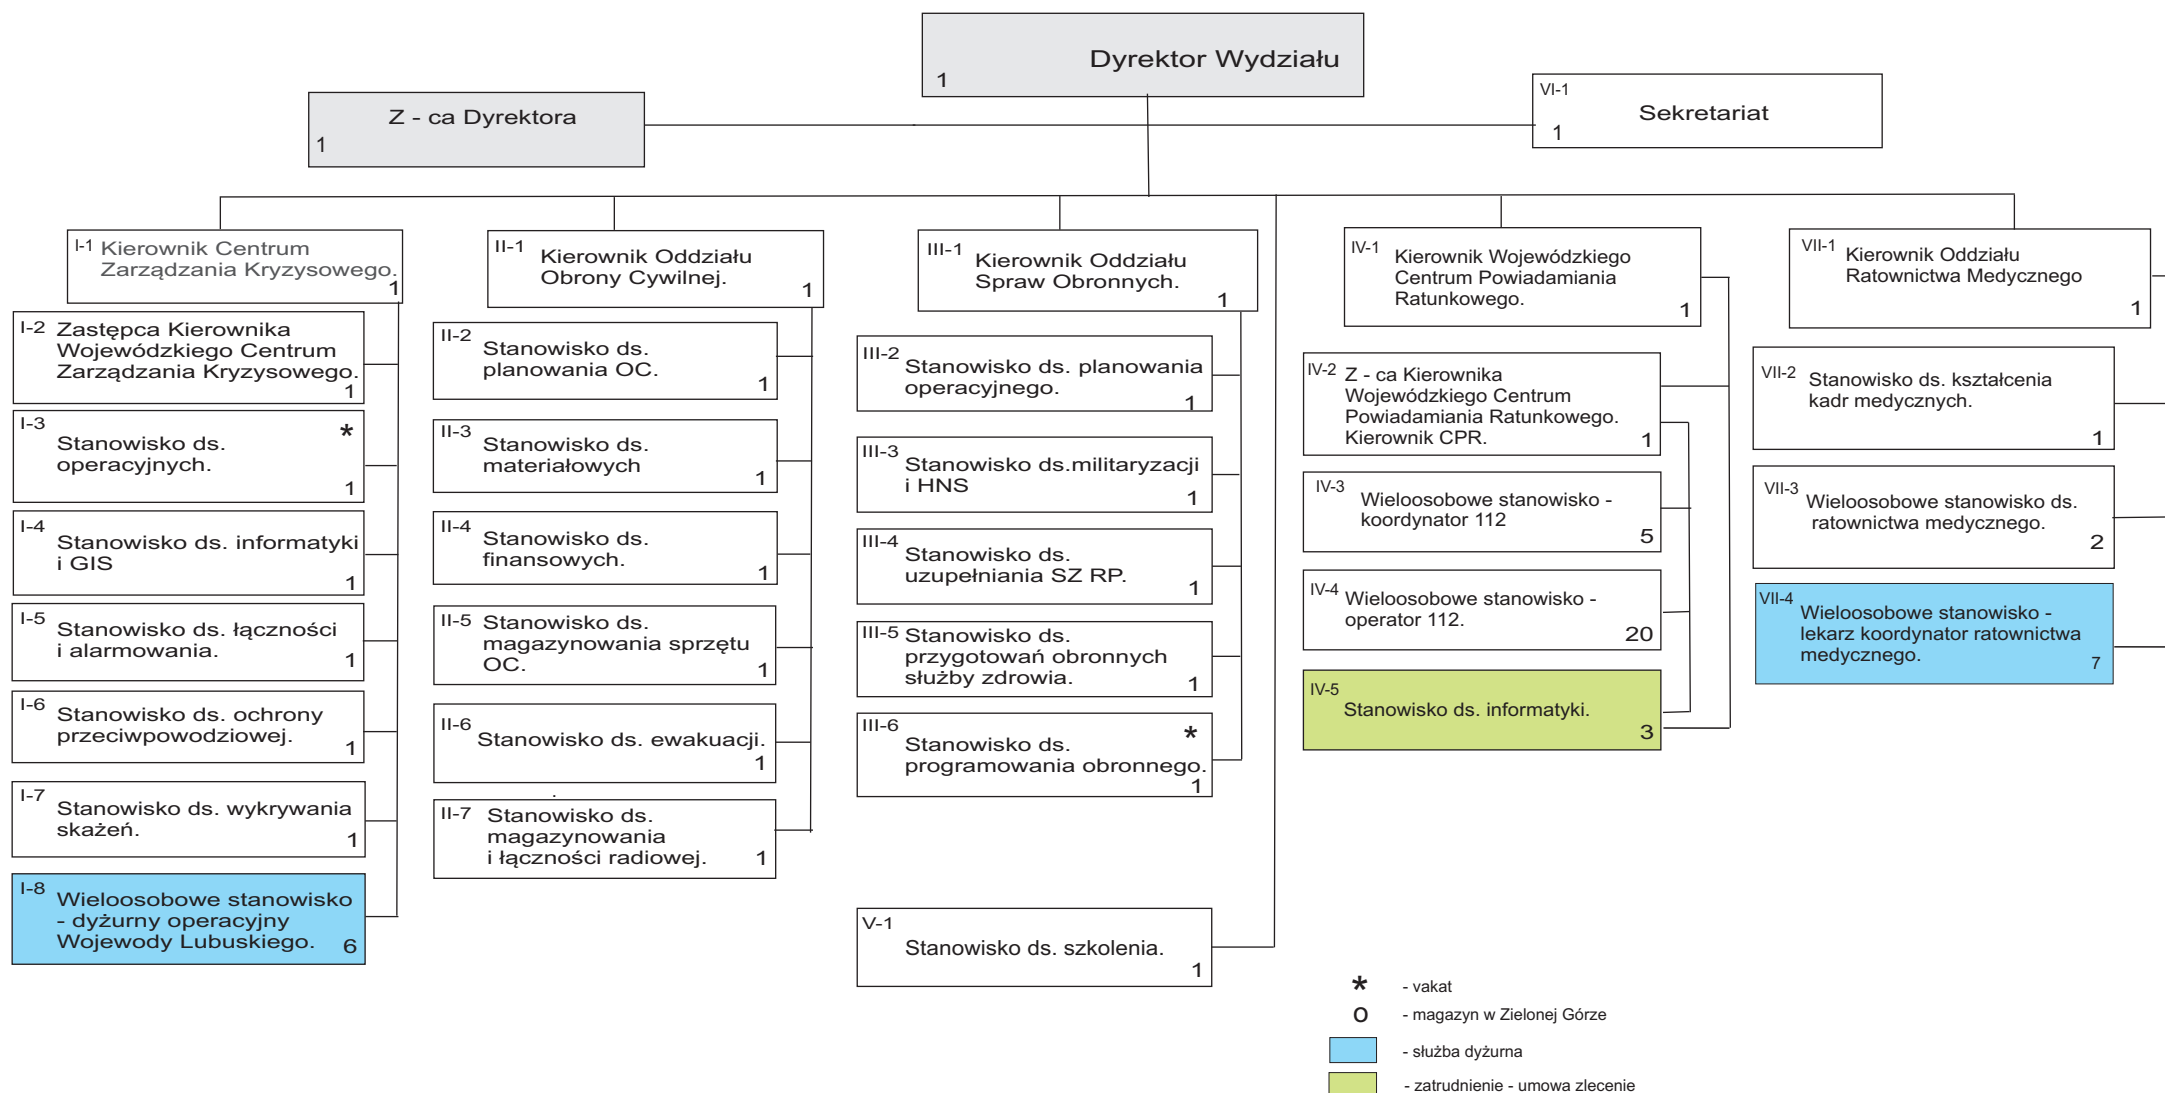 Dyrektor Wydziału
1
Z - ca Dyrektora
1
VI-1
Sekretariat
1
I-1 Kierownik Centrum
Zarządzania Kryzysowego.
1
I-2 Zastępca Kierownika
Wojewódzkiego Centrum
Zarządzania Kryzysowego.
1
I-3
*
Stanowisko ds.
operacyjnych.
1
I-4
Stanowisko ds. informatyki
i GIS
1
I-5
Stanowisko ds. łączności
i alarmowania.
1
I-6
Stanowisko ds. ochrony
przeciwpowodziowej.
1
I-7
Stanowisko ds. wykrywania
skażeń.
1
I-8
Wieloosobowe stanowisko
- dyżurny operacyjny
Wojewody Lubuskiego.
6
II-1
Kierownik Oddziału
Obrony Cywilnej.
1
II-2
Stanowisko ds.
planowania OC.
1
II-3
Stanowisko ds.
materiałowych
1
II-4
Stanowisko ds.
finansowych.
1
II-5 Stanowisko ds.
magazynowania sprzętu
OC.
1
II-6
Stanowisko ds. ewakuacji.
1
.
II-7 Stanowisko ds.
magazynowania
i łączności radiowej.
1
III-1
Kierownik Oddziału
Spraw Obronnych.
1
III-2
Stanowisko ds. planowania
operacyjnego.
1
III-3
Stanowisko ds.militaryzacji
i HNS
1
III-4
Stanowisko ds.
uzupełniania SZ RP.
1
III-5 Stanowisko ds.
przygotowań obronnych
służby zdrowia.
1
III-6
*
Stanowisko ds.
programowania obronnego.
1
V-1
Stanowisko ds. szkolenia.
1
IV-1
Kierownik Wojewódzkiego
Centrum Powiadamiania
Ratunkowego.
1
IV-2 Z - ca Kierownika
Wojewódzkiego Centrum
Powiadamiania Ratunkowego.
Kierownik CPR.
1
IV-3
Wieloosobowe stanowisko -
koordynator 112
5
IV-4
Wieloosobowe stanowisko -
operator 112.
20
IV-5
Stanowisko ds. informatyki.
3
VII-1
Kierownik Oddziału
Ratownictwa Medycznego
1
VII-2
Stanowisko ds. kształcenia
kadr medycznych.
1
VII-3
Wieloosobowe stanowisko ds.
ratownictwa medycznego.
2
VII-4
Wieloosobowe stanowisko -
lekarz koordynator ratownictwa
medycznego.
7
* - vakat
o - magazyn w Zielonej Górze
- służba dyżurna
- zatrudnienie - umowa zlecenie